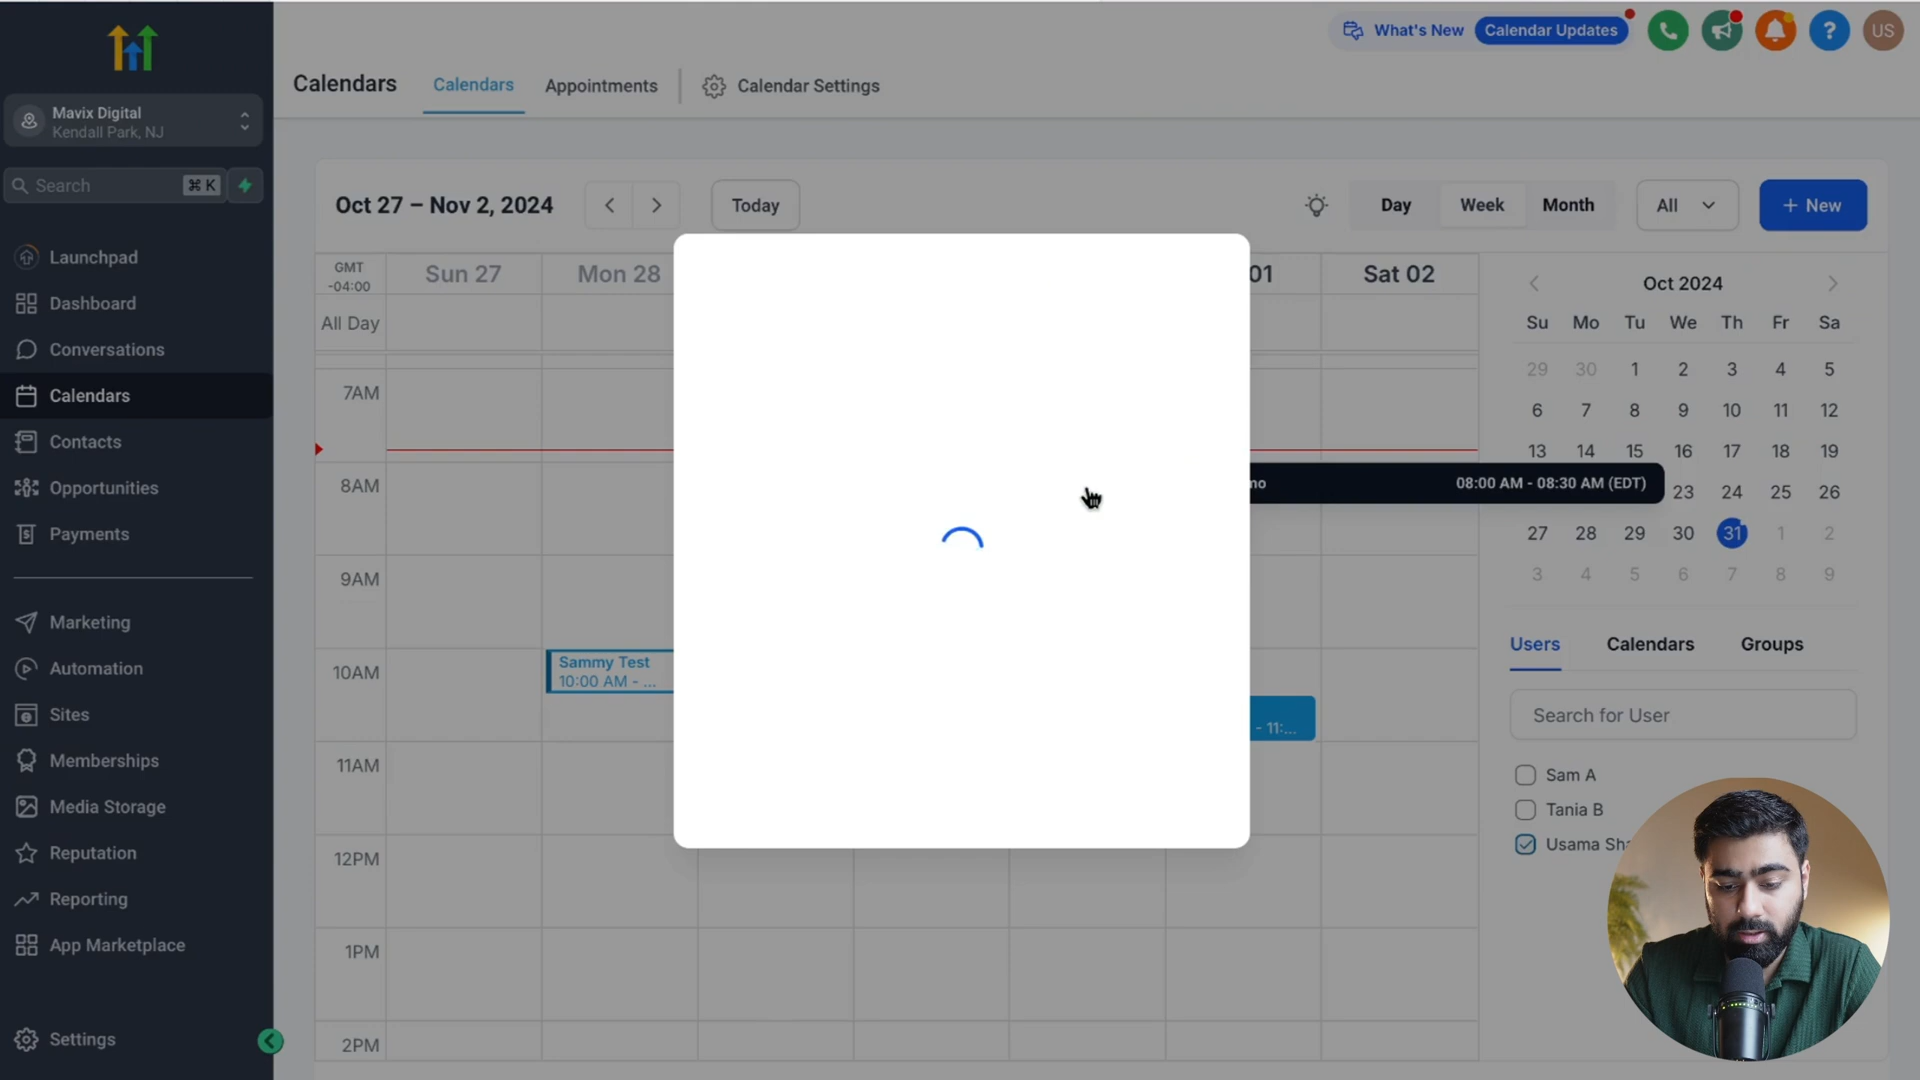 What's New
Calendar Updates
?
US
Mavix Digital
Kendall Park, NJ
Search
⌘ K
Launchpad
Dashboard
Conversations
Calendars
Contacts
Opportunities
Payments
Marketing
Automation
Sites
Memberships
Media Storage
Reputation
Reporting
App Marketplace
Settings
Calendars
Calendars
Appointments
Calendar Settings
Oct 27 – Nov 2, 2024
Today
Day
Week
Month
All
+ New
GMT
-04:00
Sun 27
Mon 28
01
Sat 02
All Day
7AM
8AM
08:00 AM - 08:30 AM (EDT)
9AM
10AM
Sammy Test
10:00 AM - ...
- 11:...
11AM
12PM
1PM
2PM
Oct 2024
Su Mo Tu We Th Fr Sa
29 30 1 2 3 4 5
6 7 8 9 10 11 12
13 14 15 16 17 18 19
23 24 25 26
27 28 29 30 31 1 2
3 4 5 6 7 8 9
Users
Calendars
Groups
Search for User
Sam A
Tania B
Usama